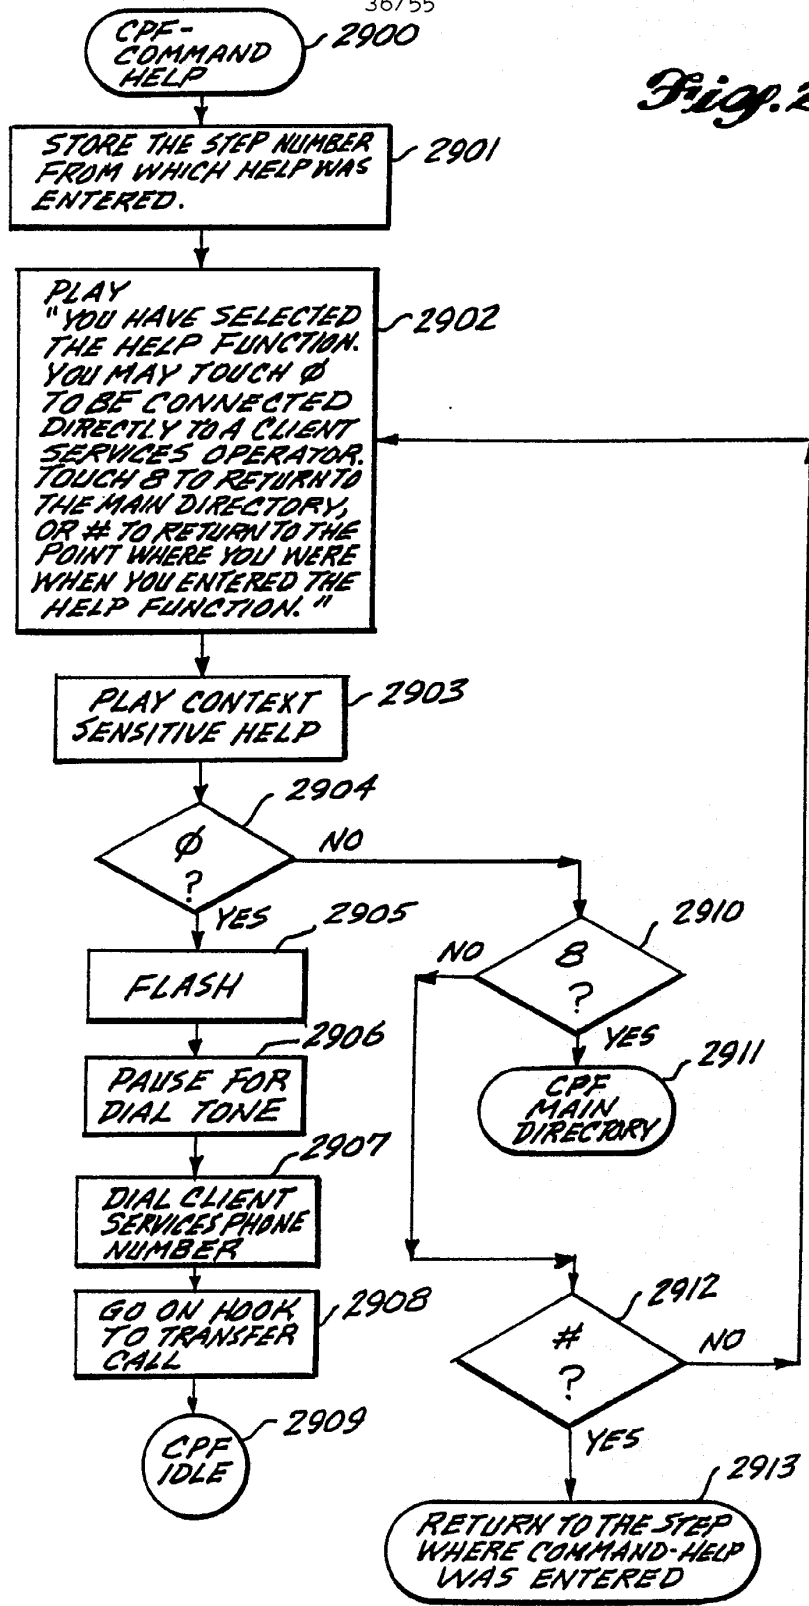 36/55
Fig. 2
CPF-
COMMAND
HELP
2900
STORE THE STEP NUMBER
FROM WHICH HELP WAS
ENTERED.
2901
PLAY
"YOU HAVE SELECTED
THE HELP FUNCTION.
YOU MAY TOUCH Ø
TO BE CONNECTED
DIRECTLY TO A CLIENT
SERVICES OPERATOR.
TOUCH 8 TO RETURN TO
THE MAIN DIRECTORY,
OR # TO RETURN TO THE
POINT WHERE YOU WERE
WHEN YOU ENTERED THE
HELP FUNCTION."
2902
PLAY CONTEXT
SENSITIVE HELP
2903
Ø
?
2904
NO
YES
FLASH
2905
PAUSE FOR
DIAL TONE
2906
DIAL CLIENT
SERVICES PHONE
NUMBER
2907
GO ON HOOK
TO TRANSFER
CALL
2908
CPF
IDLE
2909
8
?
2910
NO
YES
CPF
MAIN
DIRECTORY
2911
#
?
2912
NO
YES
RETURN TO THE STEP
WHERE COMMAND-HELP
WAS ENTERED
2913